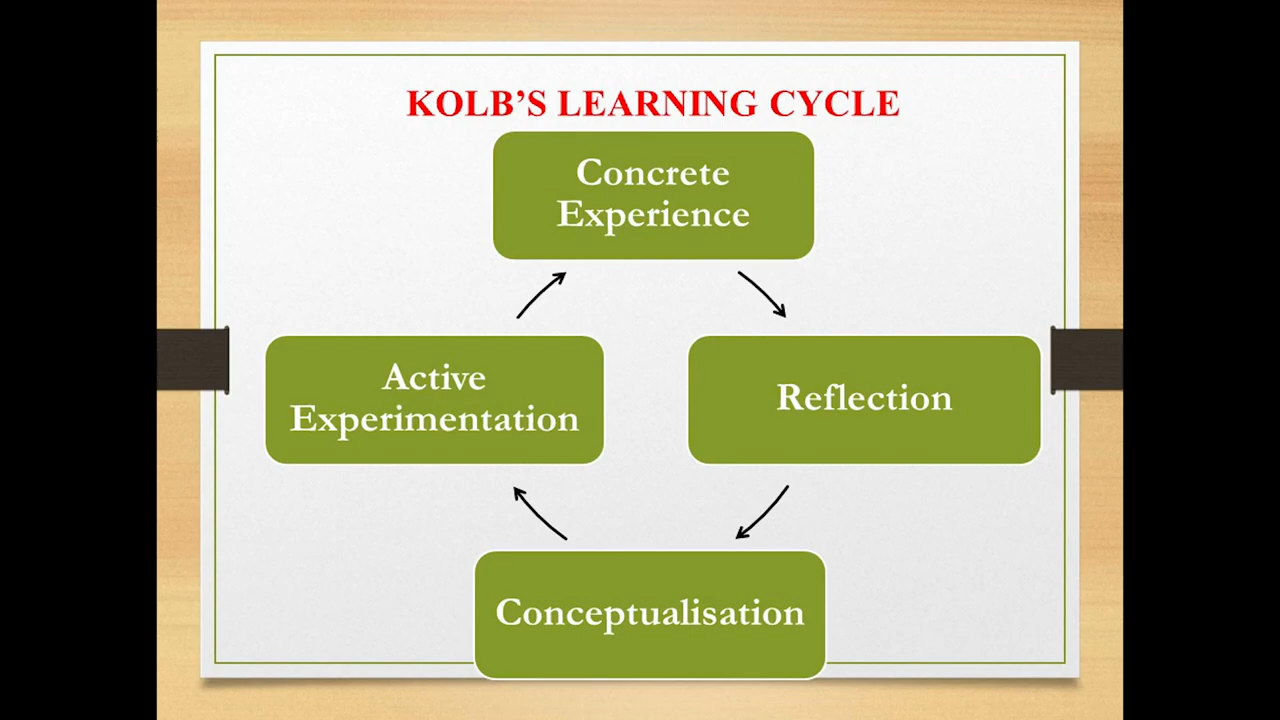 KOLB’S LEARNING CYCLE
Concrete
Experience
Active
Experimentation
Reflection
Conceptualisation